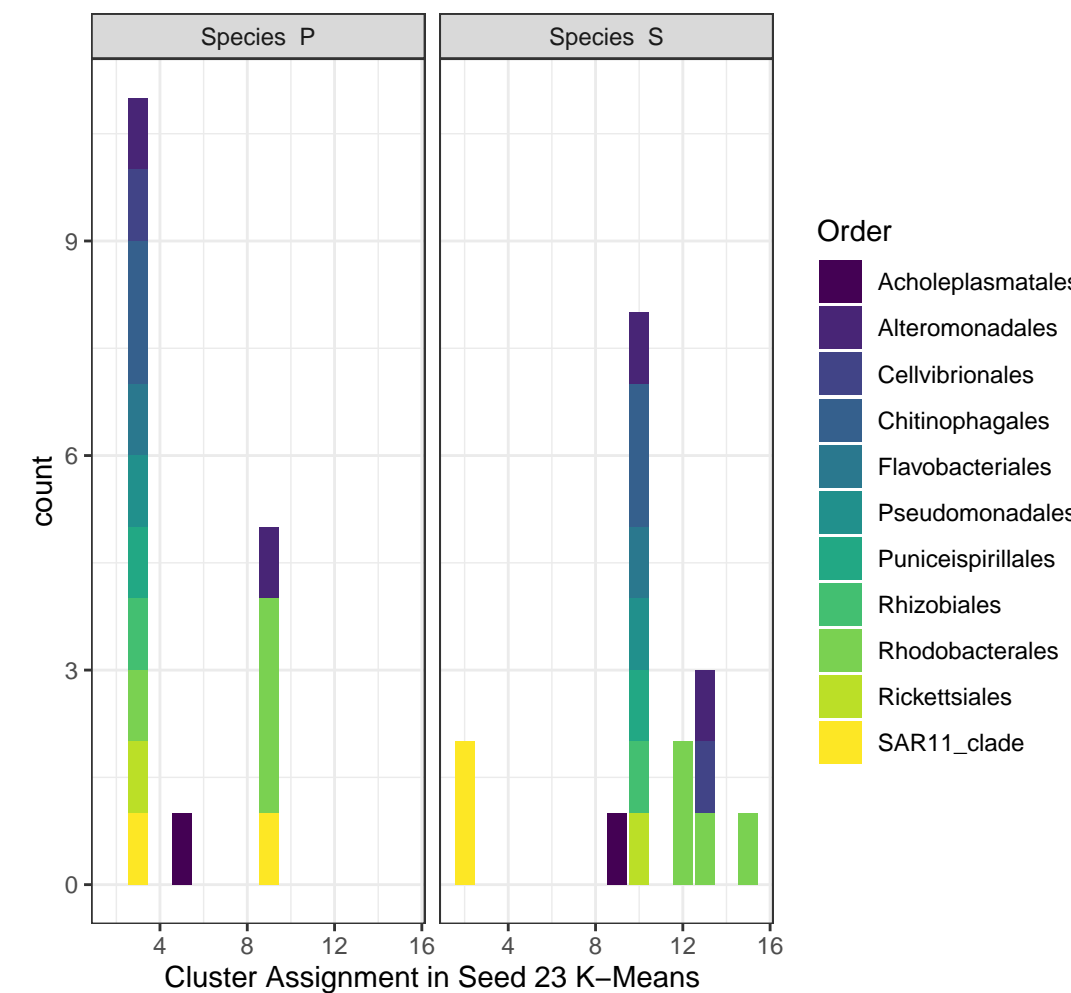 Species P
Species S
count
9
6
3
0
4 8 12 16
4 8 12 16
Cluster Assignment in Seed 23 K−Means
Order
Acholeplasmatales
Alteromonadales
Cellvibrionales
Chitinophagales
Flavobacteriales
Pseudomonadales
Puniceispirillales
Rhizobiales
Rhodobacterales
Rickettsiales
SAR11_clade